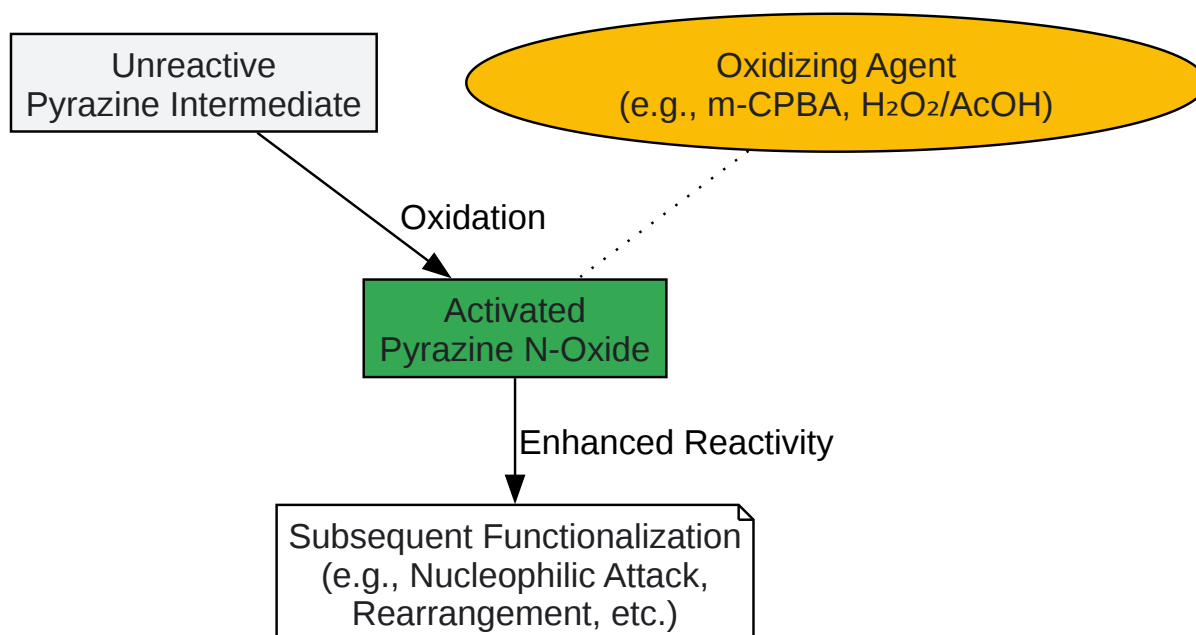 Unreactive
Pyrazine Intermediate
Oxidizing Agent
(e.g., m-CPBA, H₂O₂/AcOH)
Oxidation
Activated
Pyrazine N-Oxide
Enhanced Reactivity
Subsequent Functionalization
(e.g., Nucleophilic Attack,
Rearrangement, etc.)